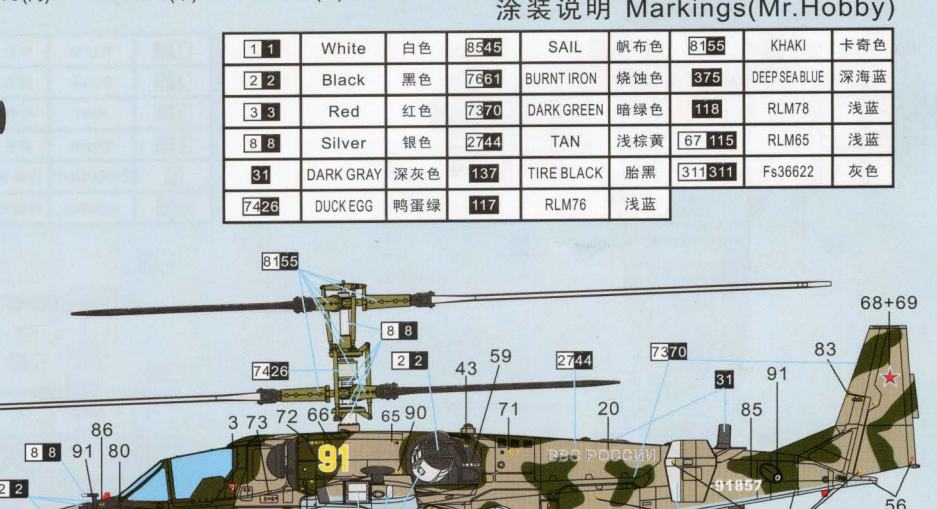 涂装说明 Markings(Mr.Hobby)
1 1 White 白色 85 45 SAIL 帆布色 81 55 KHAKI 卡奇色
2 2 Black 黑色 76 61 BURNT IRON 烧蚀色 375 DEEP SEA BLUE 深海蓝
3 3 Red 红色 73 70 DARK GREEN 暗绿色 118 RLM78 浅蓝
8 8 Silver 银色 27 44 TAN 浅棕黄 67 115 RLM65 浅蓝
31 DARK GRAY 深灰色 137 TIRE BLACK 胎黑 311 311 Fs36622 灰色
74 26 DUCK EGG 鸭蛋绿 117 RLM76 浅蓝
81 55
68+69
8 8
74 26
2 2
59
27 44
73 70
83
43
31
91
3 73 72 66 65 90 71 20 85
86
8 8
91 80
91
ВВС РОССИИ
91857
2 2
56